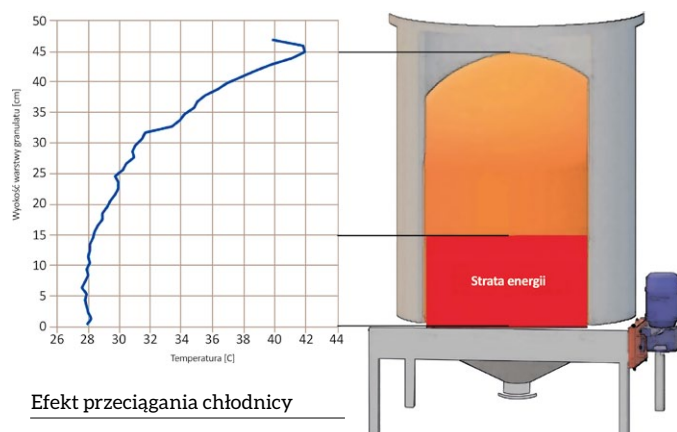 50
45
40
35
30
25
20
15
10
5
0
Wyokość warstwy granulatu [cm]
26 28 30 32 34 36 38 40 42 44
Temperatura [C]
Strata energii
Efekt przeciągania chłodnicy